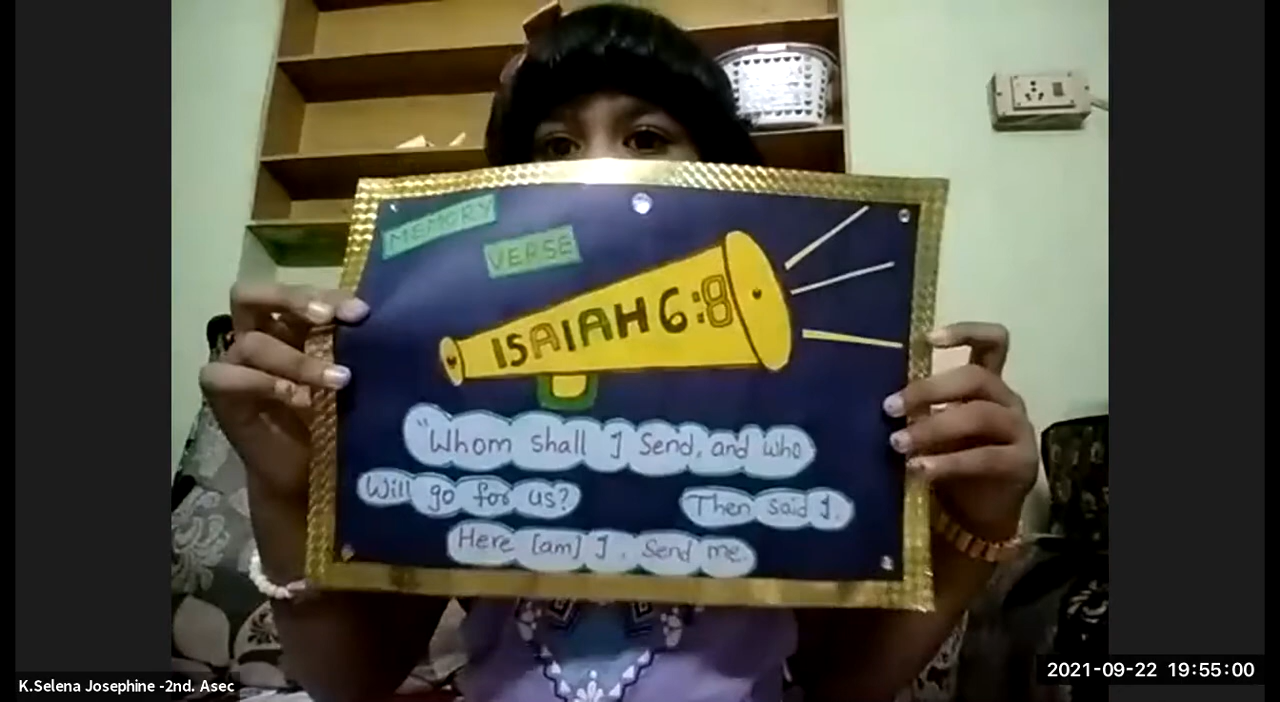 MEMORY
VERSE
ISAIAH 6:8
"Whom shall I Send, and who
Will go for us? Then said I,
Here [am] I, Send me.
K.Selena Josephine -2nd. Asec
2021-09-22 19:55:00